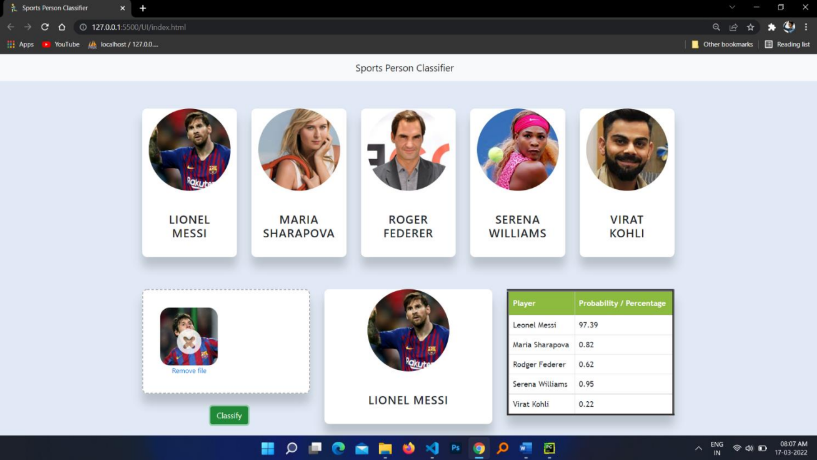 Sports Person Classifier
127.0.0.1:5500/UI/index.html
Apps
YouTube
localhost / 127.0.0....
Other bookmarks
Reading list
Sports Person Classifier
Rakuten
LIONEL
MESSI
MARIA
SHARAPOVA
ROGER
FEDERER
SERENA
WILLIAMS
VIRAT
KOHLI
Remove file
Classify
Rakuten
LIONEL MESSI
Player Probability / Percentage
Leonel Messi 97.39
Maria Sharapova 0.82
Rodger Federer 0.62
Serena Williams 0.95
Virat Kohli 0.22
ENG
IN
08:07 AM
17-03-2022